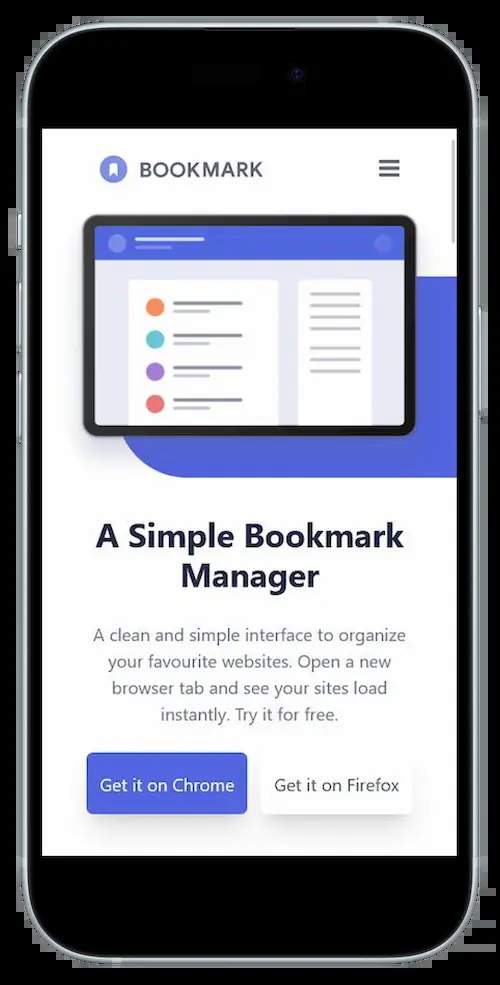 BOOKMARK
A Simple Bookmark
Manager
A clean and simple interface to organize
your favourite websites. Open a new
browser tab and see your sites load
instantly. Try it for free.
Get it on Chrome
Get it on Firefox